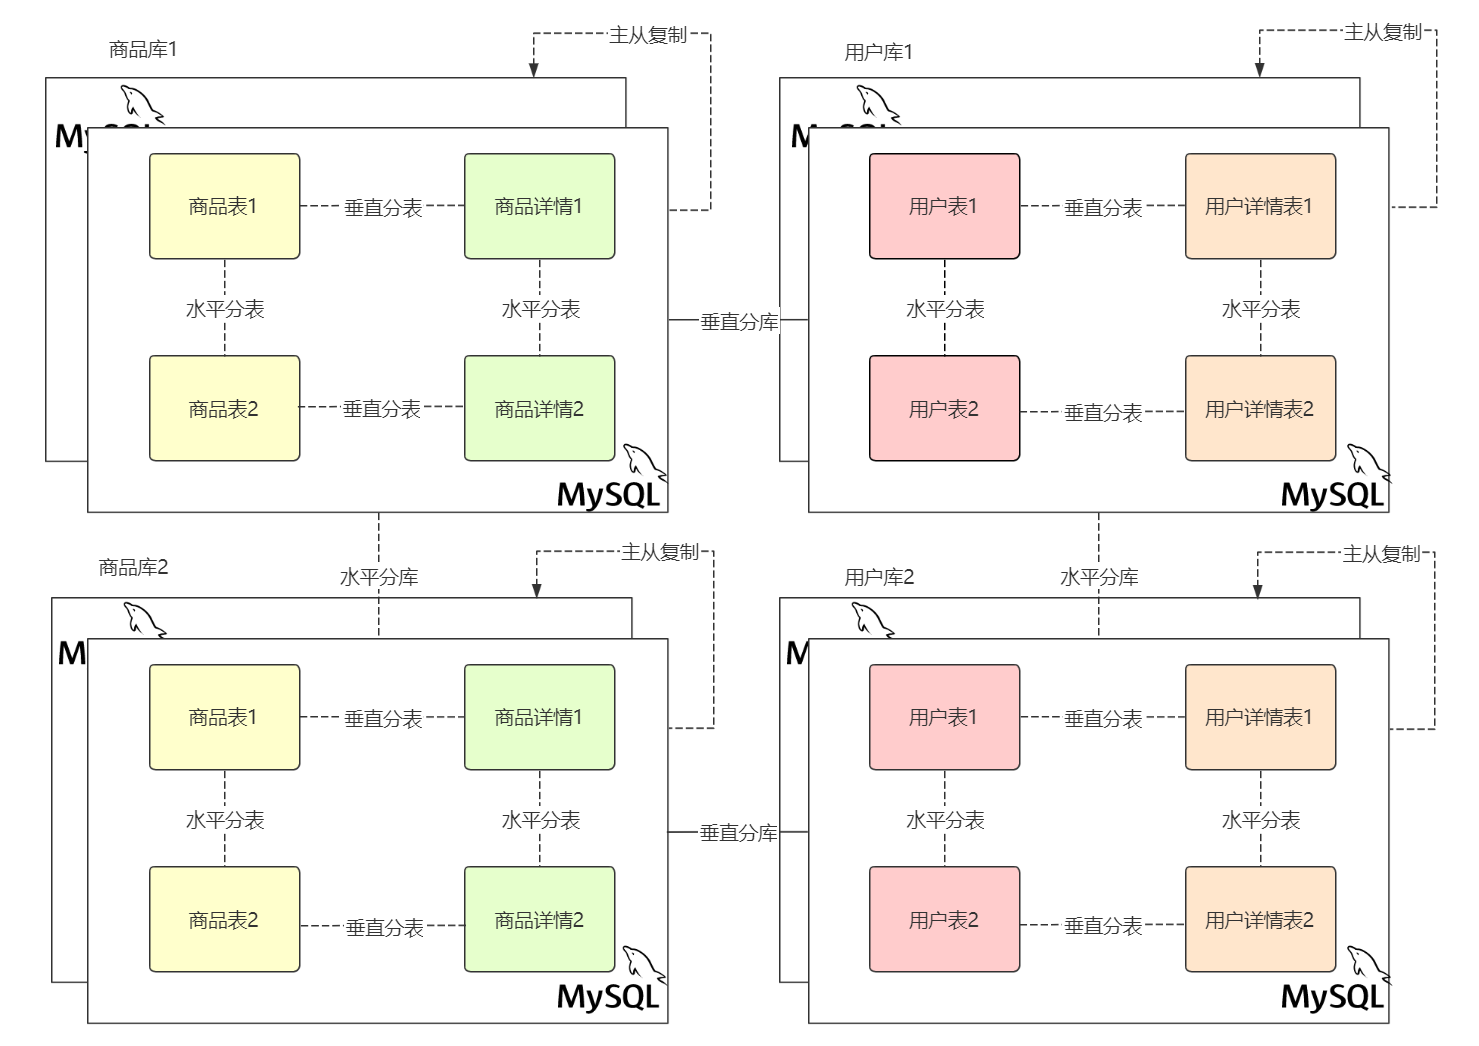 商品库1
主从复制
用户库1
主从复制
MySQL
MySQL
商品表1
垂直分表
商品详情1
用户表1
垂直分表
用户详情表1
水平分表
水平分表
水平分表
水平分表
垂直分库
商品表2
垂直分表
商品详情2
用户表2
垂直分表
用户详情表2
MySQL
MySQL
商品库2
水平分库
主从复制
用户库2
水平分库
主从复制
M
M
商品表1
垂直分表
商品详情1
用户表1
垂直分表
用户详情表1
水平分表
水平分表
水平分表
水平分表
垂直分库
商品表2
垂直分表
商品详情2
用户表2
垂直分表
用户详情表2
MySQL
MySQL